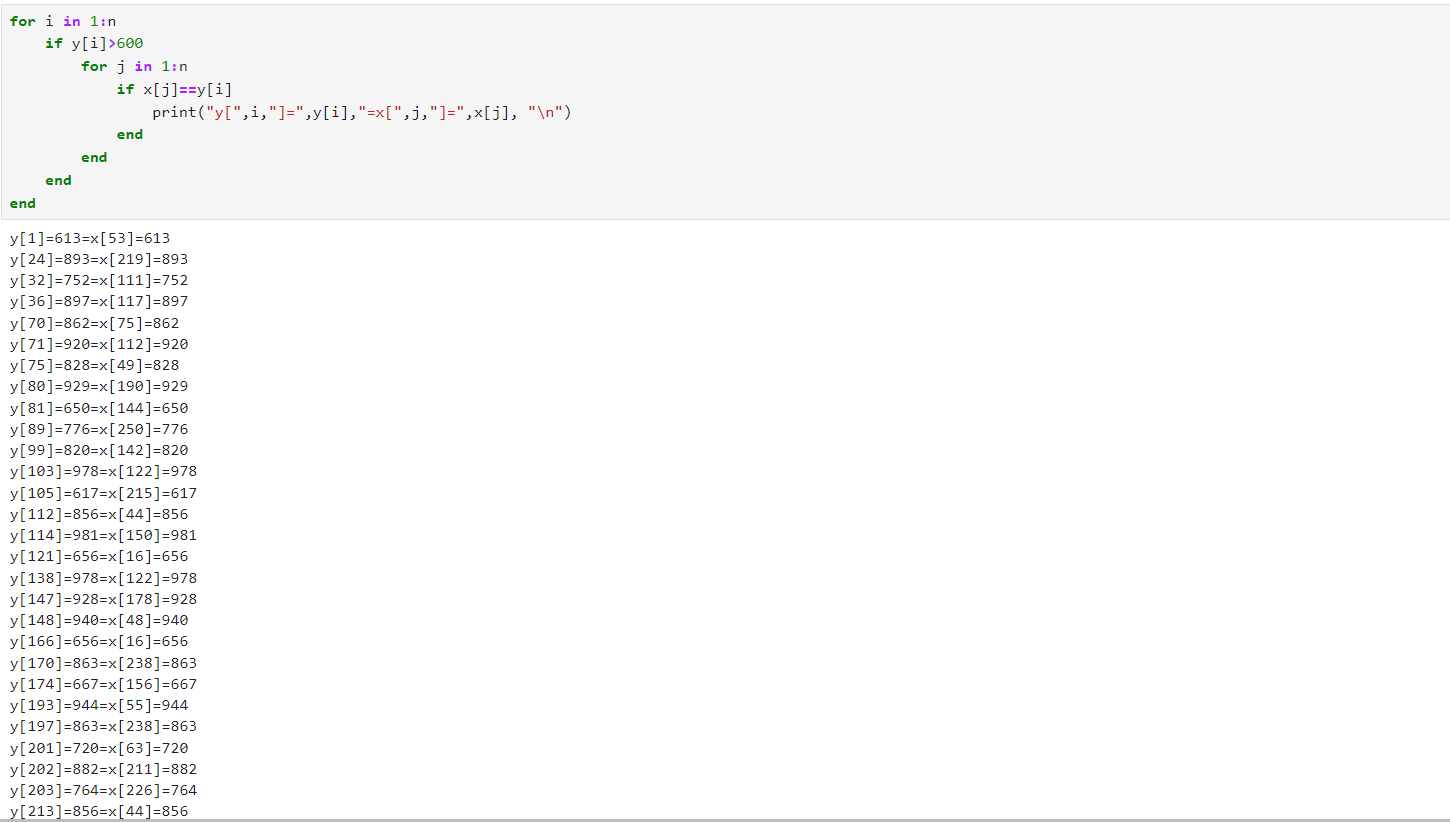 for i in 1:n
    if y[i]>600
        for j in 1:n
            if x[j]==y[i]
                print("y[",i,"]=",y[i],"=x[",j,"]=",x[j], "\n")
            end
        end
    end
end
y[1]=613=x[53]=613
y[24]=893=x[219]=893
y[32]=752=x[111]=752
y[36]=897=x[117]=897
y[70]=862=x[75]=862
y[71]=920=x[112]=920
y[75]=828=x[49]=828
y[80]=929=x[190]=929
y[81]=650=x[144]=650
y[89]=776=x[250]=776
y[99]=820=x[142]=820
y[103]=978=x[122]=978
y[105]=617=x[215]=617
y[112]=856=x[44]=856
y[114]=981=x[150]=981
y[121]=656=x[16]=656
y[138]=978=x[122]=978
y[147]=928=x[178]=928
y[148]=940=x[48]=940
y[166]=656=x[16]=656
y[170]=863=x[238]=863
y[174]=667=x[156]=667
y[193]=944=x[55]=944
y[197]=863=x[238]=863
y[201]=720=x[63]=720
y[202]=882=x[211]=882
y[203]=764=x[226]=764
y[213]=856=x[44]=856